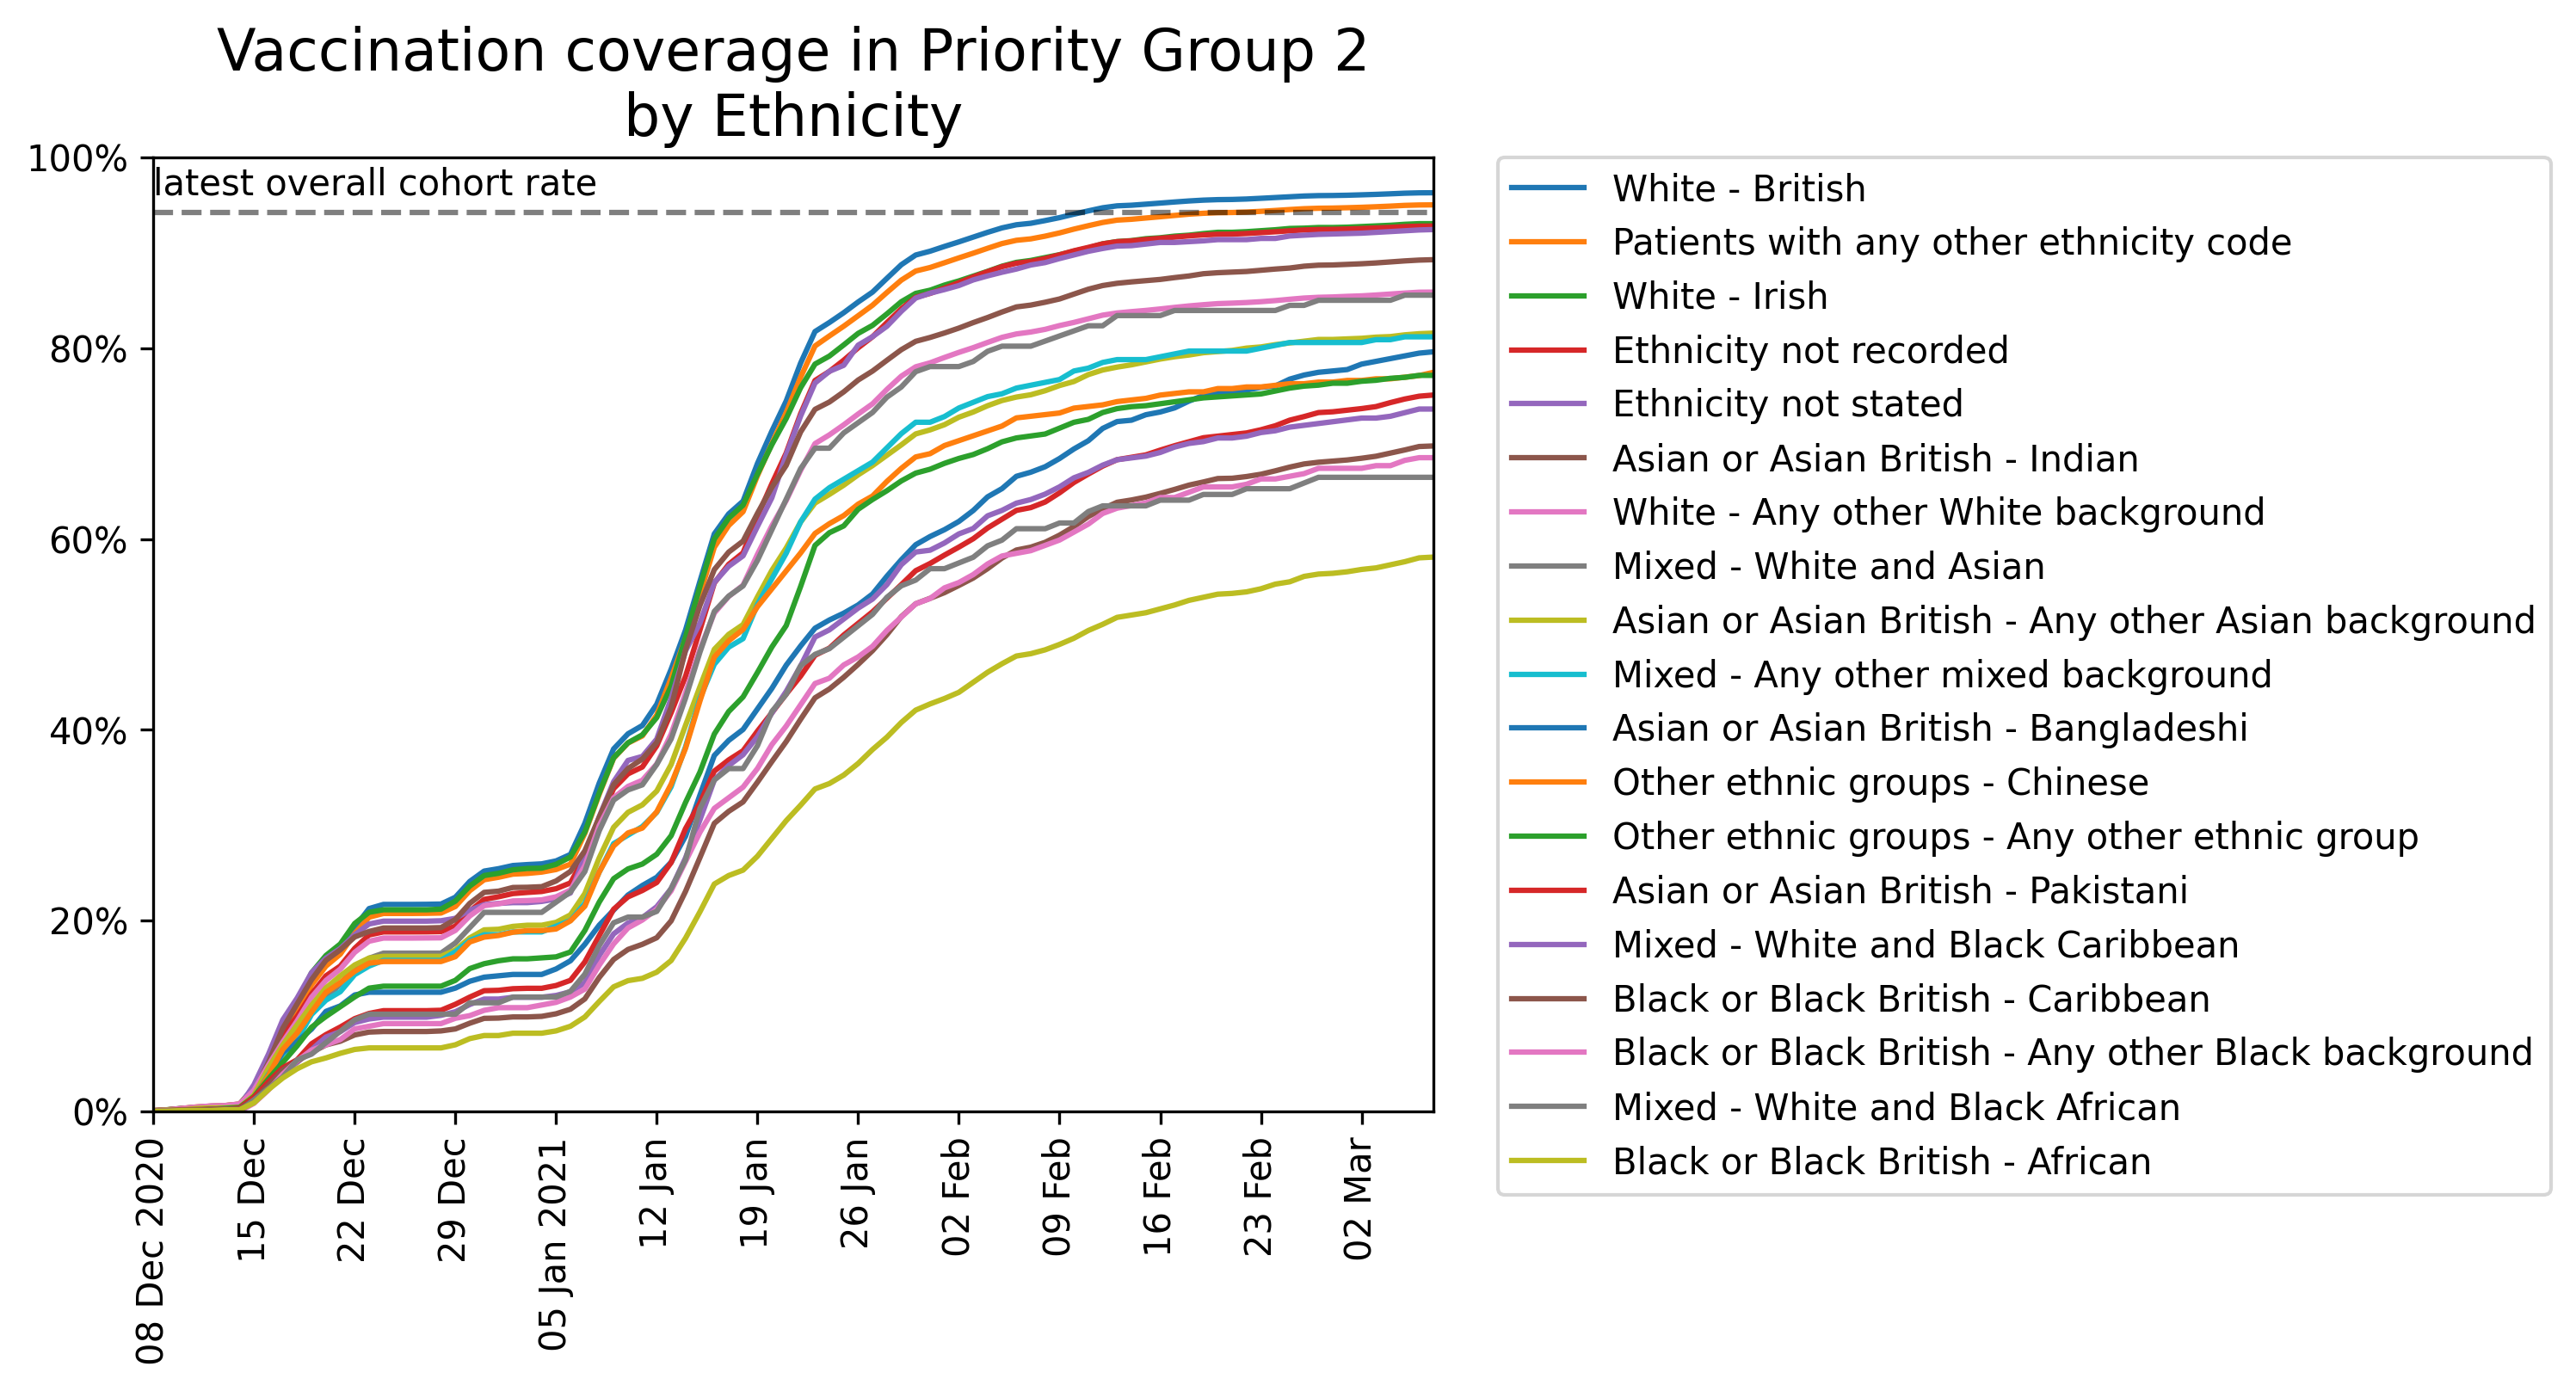 Vaccination coverage in Priority Group 2
by Ethnicity
100%
80%
60%
40%
20%
0%
latest overall cohort rate
08 Dec 2020
15 Dec
22 Dec
29 Dec
05 Jan 2021
12 Jan
19 Jan
26 Jan
02 Feb
09 Feb
16 Feb
23 Feb
02 Mar
White - British
Patients with any other ethnicity code
White - Irish
Ethnicity not recorded
Ethnicity not stated
Asian or Asian British - Indian
White - Any other White background
Mixed - White and Asian
Asian or Asian British - Any other Asian background
Mixed - Any other mixed background
Asian or Asian British - Bangladeshi
Other ethnic groups - Chinese
Other ethnic groups - Any other ethnic group
Asian or Asian British - Pakistani
Mixed - White and Black Caribbean
Black or Black British - Caribbean
Black or Black British - Any other Black background
Mixed - White and Black African
Black or Black British - African